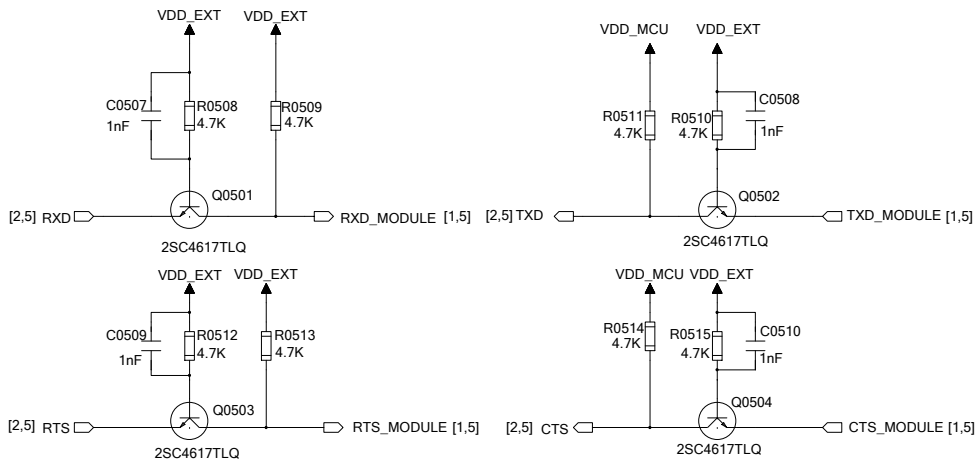 VDD_EXT VDD_EXT
C0507
1nF
R0508
4.7K
R0509
4.7K
Q0501
[2,5] RXD
RXD_MODULE [1,5]
2SC4617TLQ
VDD_MCU VDD_EXT
R0511
4.7K
R0510
4.7K
C0508
1nF
Q0502
[2,5] TXD
TXD_MODULE [1,5]
2SC4617TLQ
VDD_EXT VDD_EXT
C0509
1nF
R0512
4.7K
R0513
4.7K
Q0503
[2,5] RTS
RTS_MODULE [1,5]
2SC4617TLQ
VDD_MCU VDD_EXT
R0514
4.7K
R0515
4.7K
C0510
1nF
Q0504
[2,5] CTS
CTS_MODULE [1,5]
2SC4617TLQ